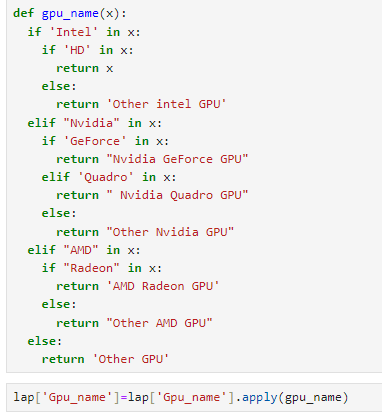 def gpu_name(x):
  if 'Intel' in x:
    if 'HD' in x:
      return x
    else:
      return 'Other intel GPU'
  elif "Nvidia" in x:
    if 'GeForce' in x:
      return "Nvidia GeForce GPU"
    elif 'Quadro' in x:
      return " Nvidia Quadro GPU"
    else:
      return "Other Nvidia GPU"
  elif "AMD" in x:
    if "Radeon" in x:
      return 'AMD Radeon GPU'
    else:
      return "Other AMD GPU"
  else:
    return 'Other GPU'
lap['Gpu_name']=lap['Gpu_name'].apply(gpu_name)